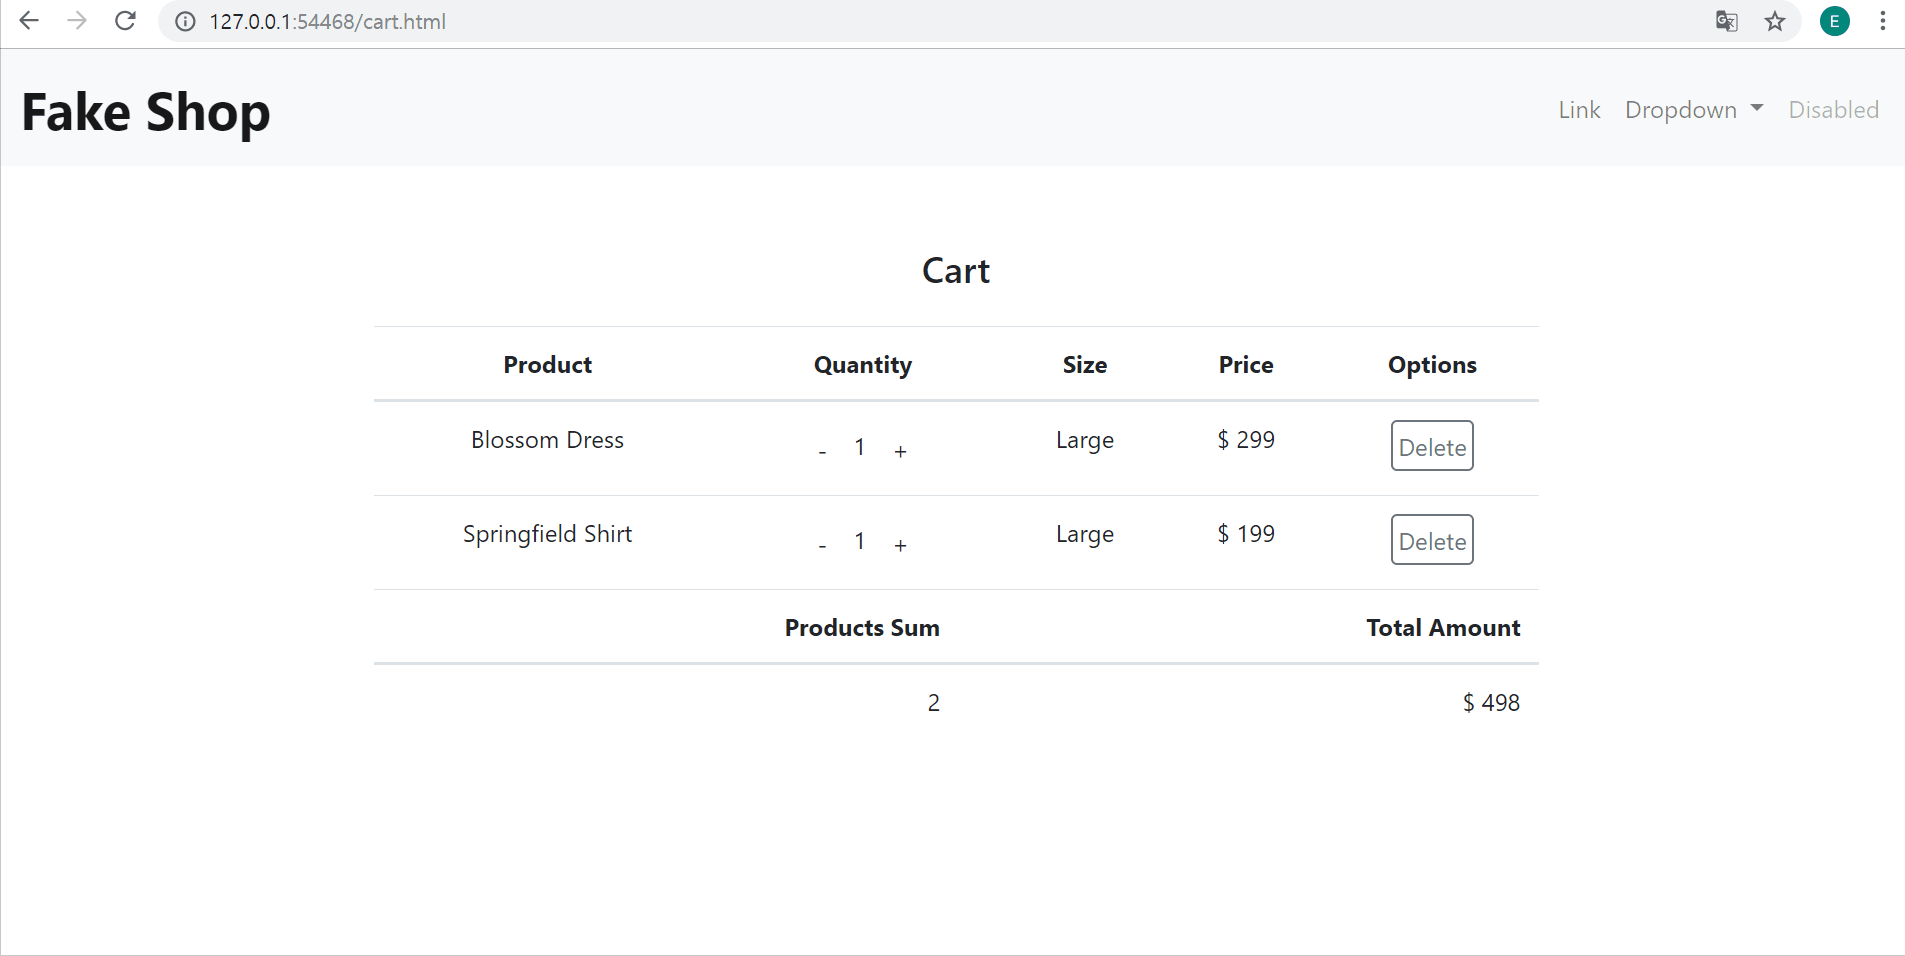 127.0.0.1:54468/cart.html
E
Fake Shop
Link Dropdown Disabled
Cart
Product Quantity Size Price Options
Blossom Dress - 1 + Large $ 299 Delete
Springfield Shirt - 1 + Large $ 199 Delete
Products Sum Total Amount
2 $ 498